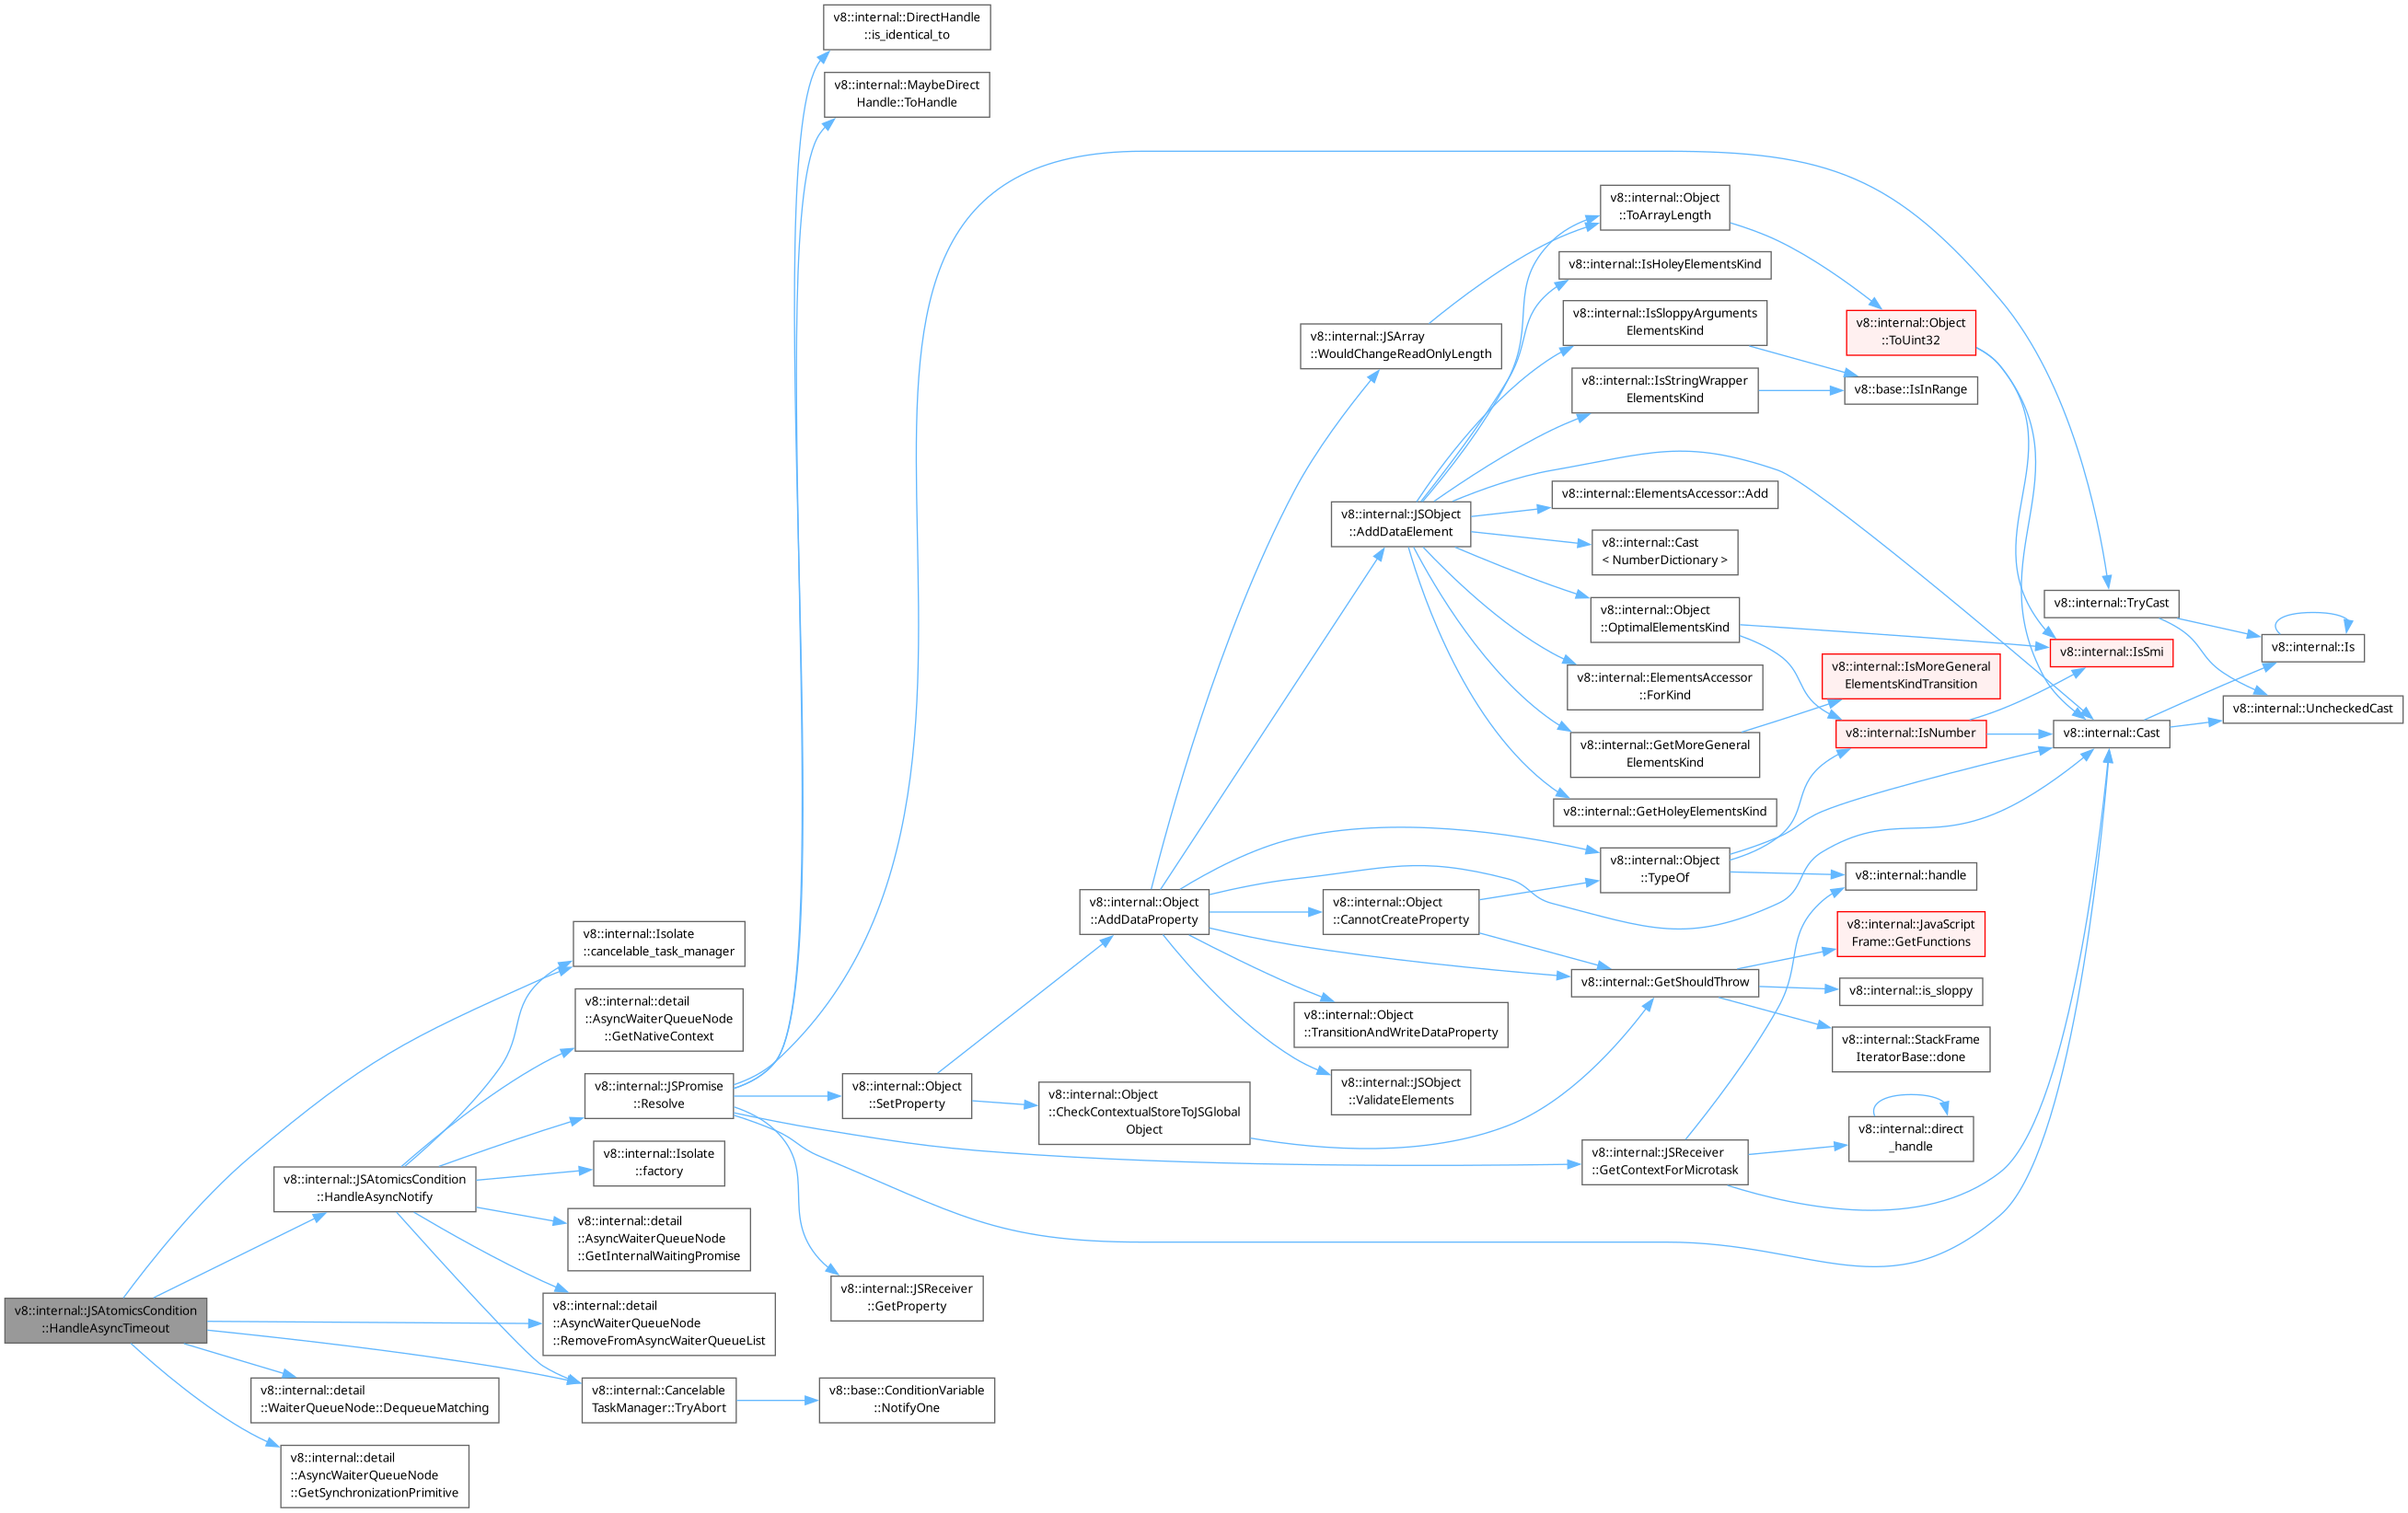 v8::internal::DirectHandle
::is_identical_to
v8::internal::MaybeDirect
Handle::ToHandle
v8::internal::Object
::ToArrayLength
v8::internal::IsHoleyElementsKind
v8::internal::IsSloppyArguments
ElementsKind
v8::internal::Object
::ToUint32
v8::internal::JSArray
::WouldChangeReadOnlyLength
v8::internal::IsStringWrapper
ElementsKind
v8::base::IsInRange
v8::internal::ElementsAccessor::Add
v8::internal::JSObject
::AddDataElement
v8::internal::Cast
< NumberDictionary >
v8::internal::Object
::OptimalElementsKind
v8::internal::TryCast
v8::internal::IsSmi
v8::internal::Is
v8::internal::IsMoreGeneral
ElementsKindTransition
v8::internal::ElementsAccessor
::ForKind
v8::internal::UncheckedCast
v8::internal::IsNumber
v8::internal::Cast
v8::internal::GetMoreGeneral
ElementsKind
v8::internal::GetHoleyElementsKind
v8::internal::Object
::TypeOf
v8::internal::handle
v8::internal::Object
::AddDataProperty
v8::internal::Object
::CannotCreateProperty
v8::internal::JavaScript
Frame::GetFunctions
v8::internal::Isolate
::cancelable_task_manager
v8::internal::GetShouldThrow
v8::internal::is_sloppy
v8::internal::detail
::AsyncWaiterQueueNode
::GetNativeContext
v8::internal::Object
::TransitionAndWriteDataProperty
v8::internal::StackFrame
IteratorBase::done
v8::internal::JSPromise
::Resolve
v8::internal::Object
::SetProperty
v8::internal::Object
::CheckContextualStoreToJSGlobal
Object
v8::internal::JSObject
::ValidateElements
v8::internal::direct
_handle
v8::internal::Isolate
::factory
v8::internal::JSReceiver
::GetContextForMicrotask
v8::internal::JSAtomicsCondition
::HandleAsyncNotify
v8::internal::detail
::AsyncWaiterQueueNode
::GetInternalWaitingPromise
v8::internal::JSReceiver
::GetProperty
v8::internal::JSAtomicsCondition
::HandleAsyncTimeout
v8::internal::detail
::AsyncWaiterQueueNode
::RemoveFromAsyncWaiterQueueList
v8::internal::detail
::WaiterQueueNode::DequeueMatching
v8::internal::Cancelable
TaskManager::TryAbort
v8::base::ConditionVariable
::NotifyOne
v8::internal::detail
::AsyncWaiterQueueNode
::GetSynchronizationPrimitive